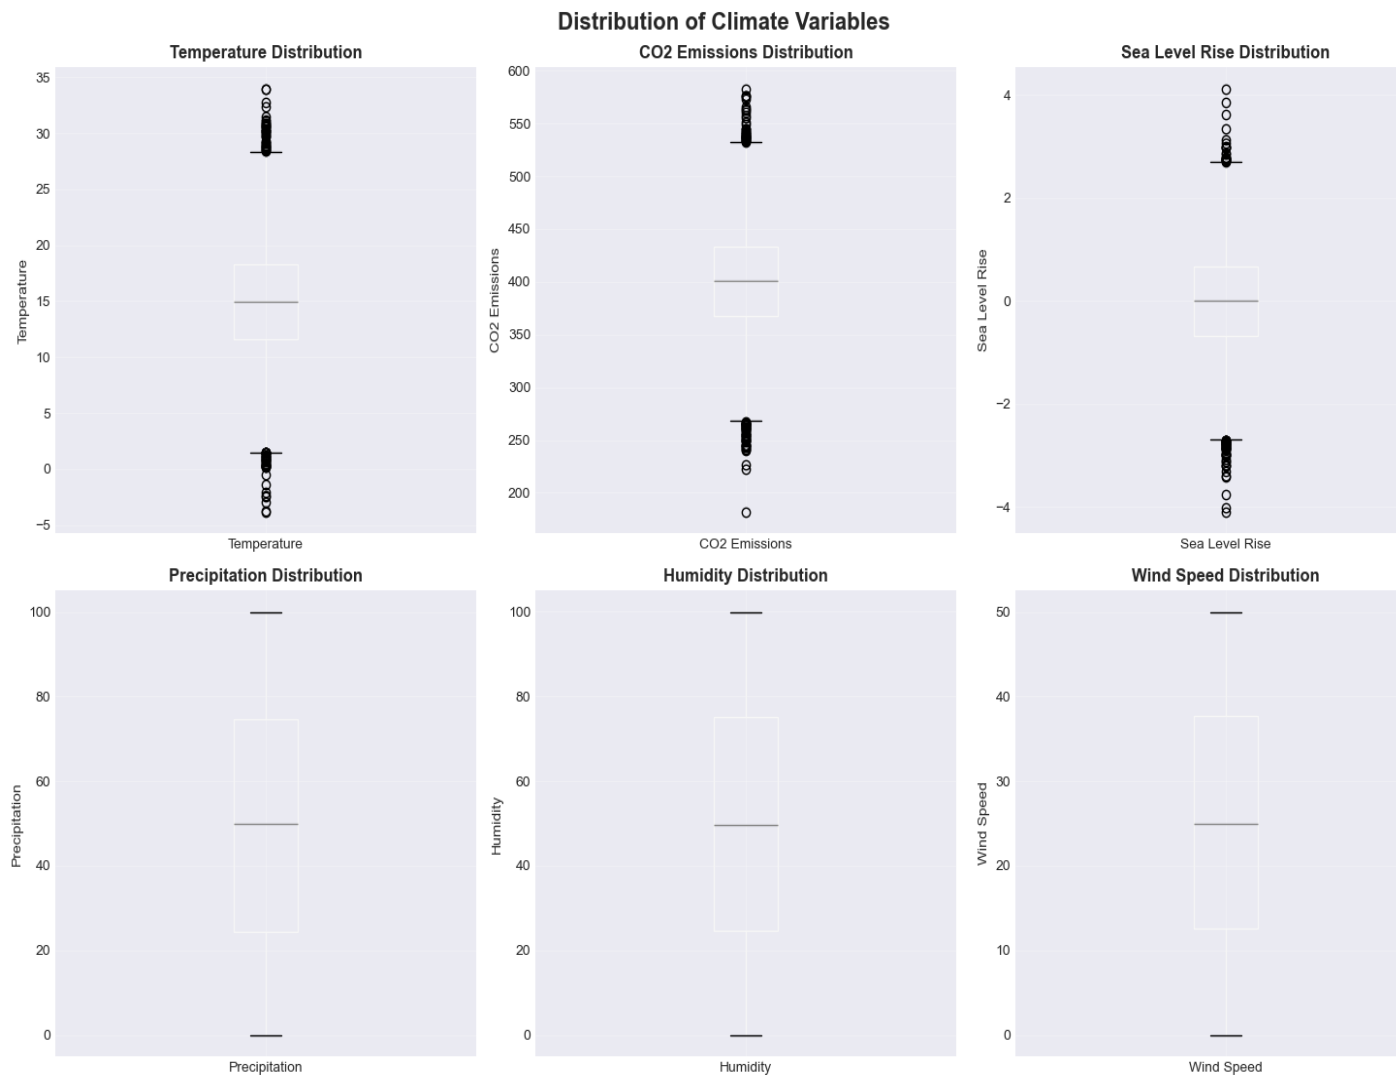 Distribution of Climate Variables
Temperature Distribution
35
30
25
20
15
10
5
0
−5
Temperature
Temperature
CO2 Emissions Distribution
600
550
500
450
400
350
300
250
200
CO2 Emissions
CO2 Emissions
Sea Level Rise Distribution
4
2
0
−2
−4
Sea Level Rise
Sea Level Rise
Precipitation Distribution
100
80
60
40
20
0
Precipitation
Precipitation
Humidity Distribution
100
80
60
40
20
0
Humidity
Humidity
Wind Speed Distribution
50
40
30
20
10
0
Wind Speed
Wind Speed